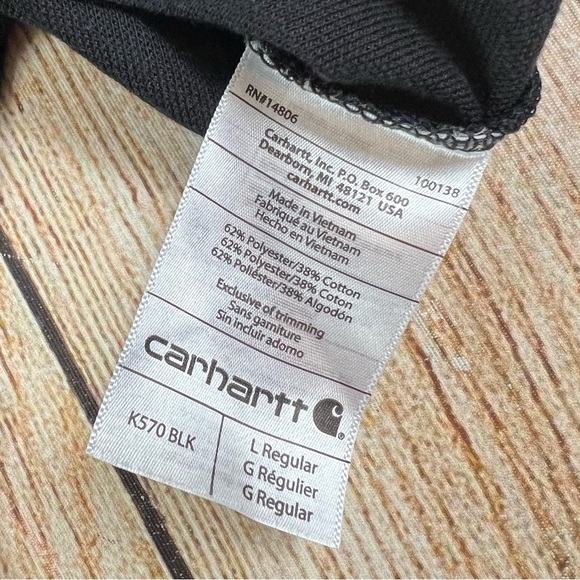 RN#14806
100138
Carhartt, Inc. P.O. Box 600
Dearborn, MI 48121 USA
carhartt.com
Made in Vietnam
Fabriqué au Vietnam
Hecho en Vietnam
62% Polyester/38% Cotton
62% Polyester/38% Coton
62% Poliéster/38% Algodón
Exclusive of trimming
Sans garniture
Sin incluir adorno
carhartt
K570 BLK
L Regular
G Régulier
G Regular